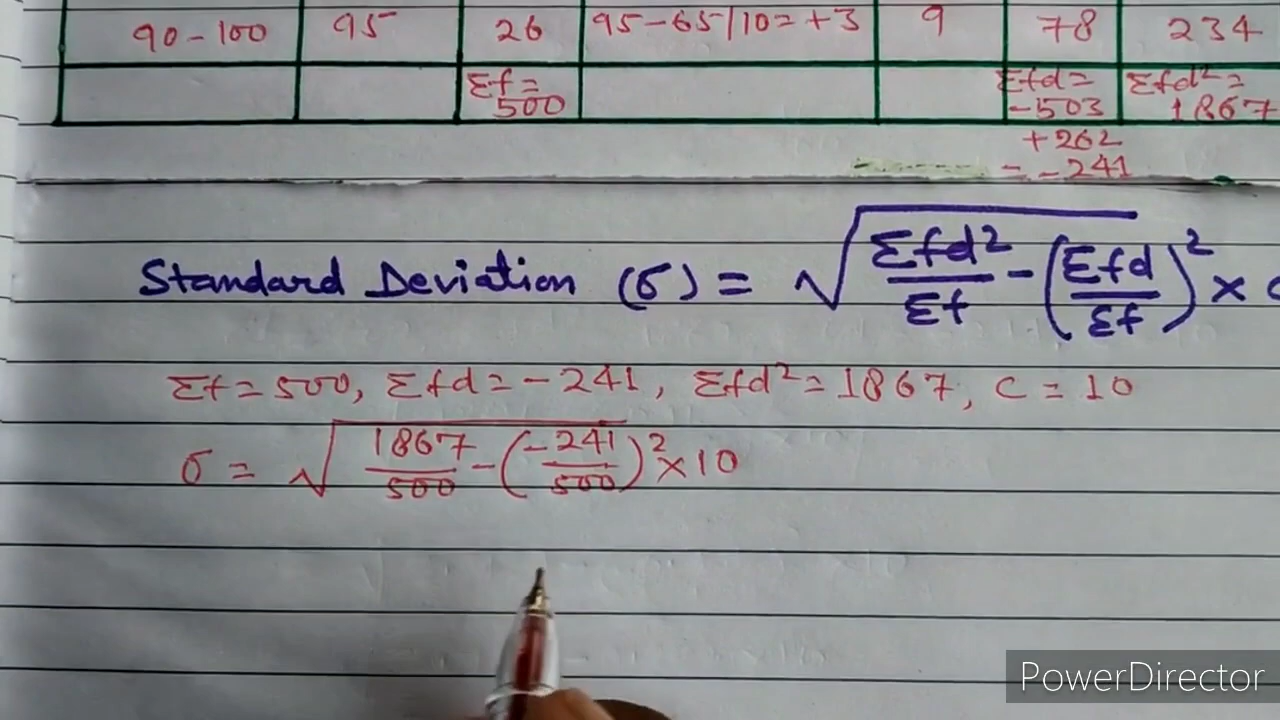 90-100 95 26 95-65/10=+3 9 78 234
Σf= 500 Σfd= -503 Σfd²= 1867
+262
= -241
Standard Deviation (σ) = √Σfd²/Σf - (Σfd/Σf)² ×
Σf=500, Σfd=-241, Σfd²=1867, C=10
σ = √1867/500 - (-241/500)² ×10
PowerDirector